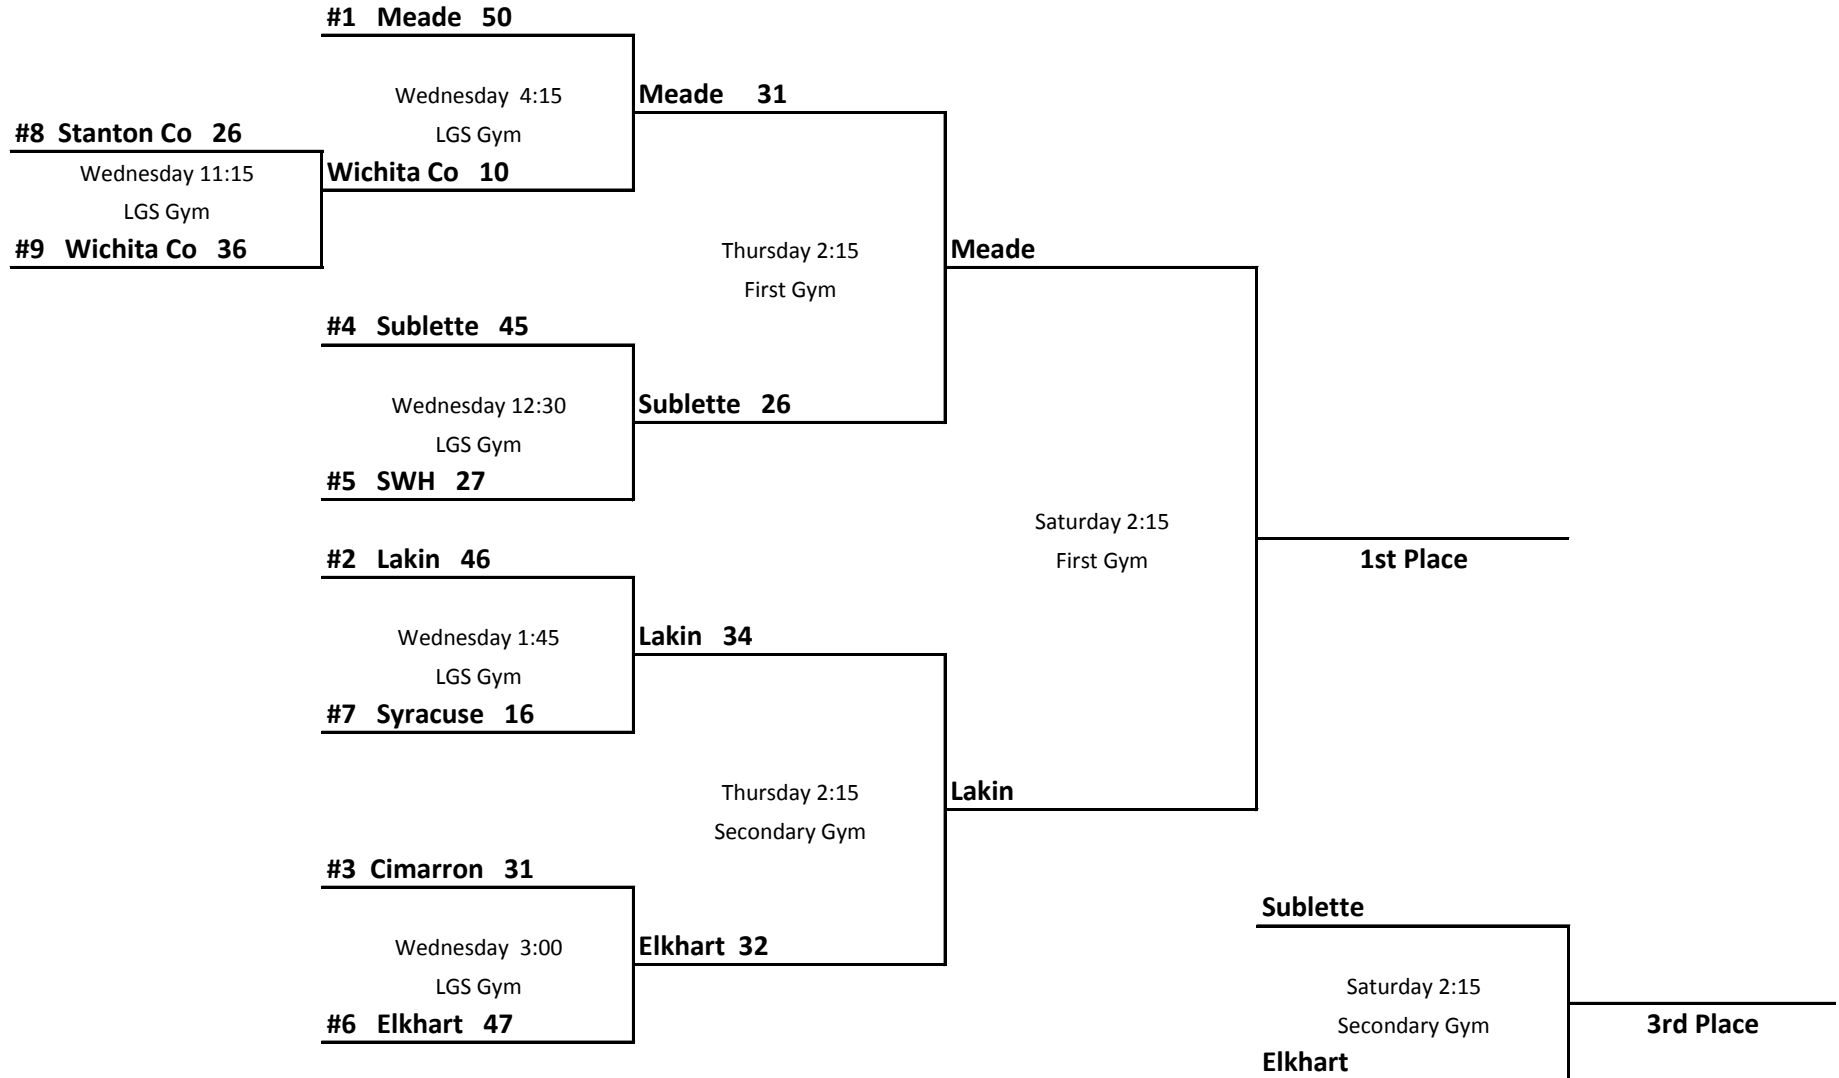 #1 Meade 50
Wednesday 4:15
LGS Gym
Meade 31
#8 Stanton Co 26
Wednesday 11:15
LGS Gym
#9 Wichita Co 36
Wichita Co 10
Thursday 2:15
First Gym
Meade
#4 Sublette 45
Wednesday 12:30
LGS Gym
#5 SWH 27
Sublette 26
Saturday 2:15
First Gym
1st Place
#2 Lakin 46
Wednesday 1:45
LGS Gym
#7 Syracuse 16
Lakin 34
Thursday 2:15
Secondary Gym
Lakin
#3 Cimarron 31
Wednesday 3:00
LGS Gym
#6 Elkhart 47
Elkhart 32
Sublette
Saturday 2:15
Secondary Gym
Elkhart
3rd Place